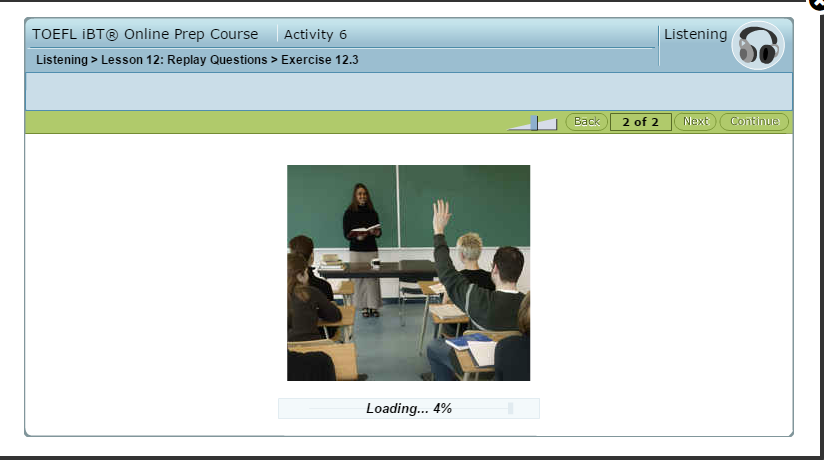 TOEFL iBT® Online Prep Course Activity 6 Listening
Listening > Lesson 12: Replay Questions > Exercise 12.3
Back 2 of 2 Next Continue
Loading... 4%